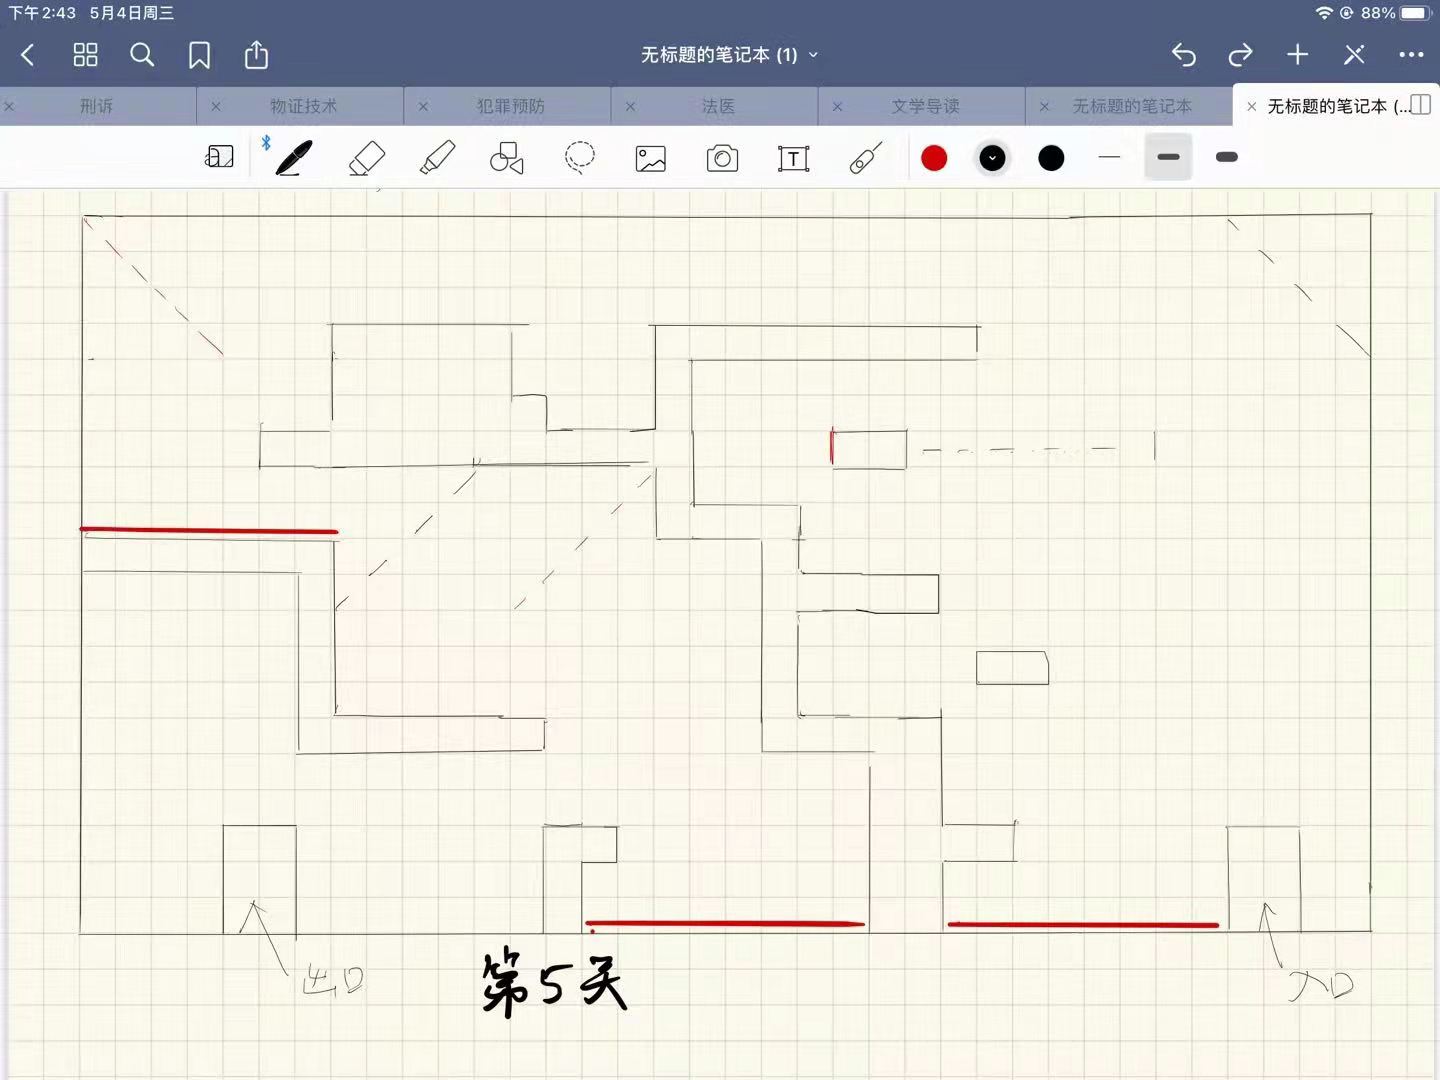 下午2:43 5月4日周三
88%
无标题的笔记本 (1)
刑诉
物证技术
犯罪预防
法医
文学导读
无标题的笔记本
无标题的笔记本 (...
T
出口
第5关
入口